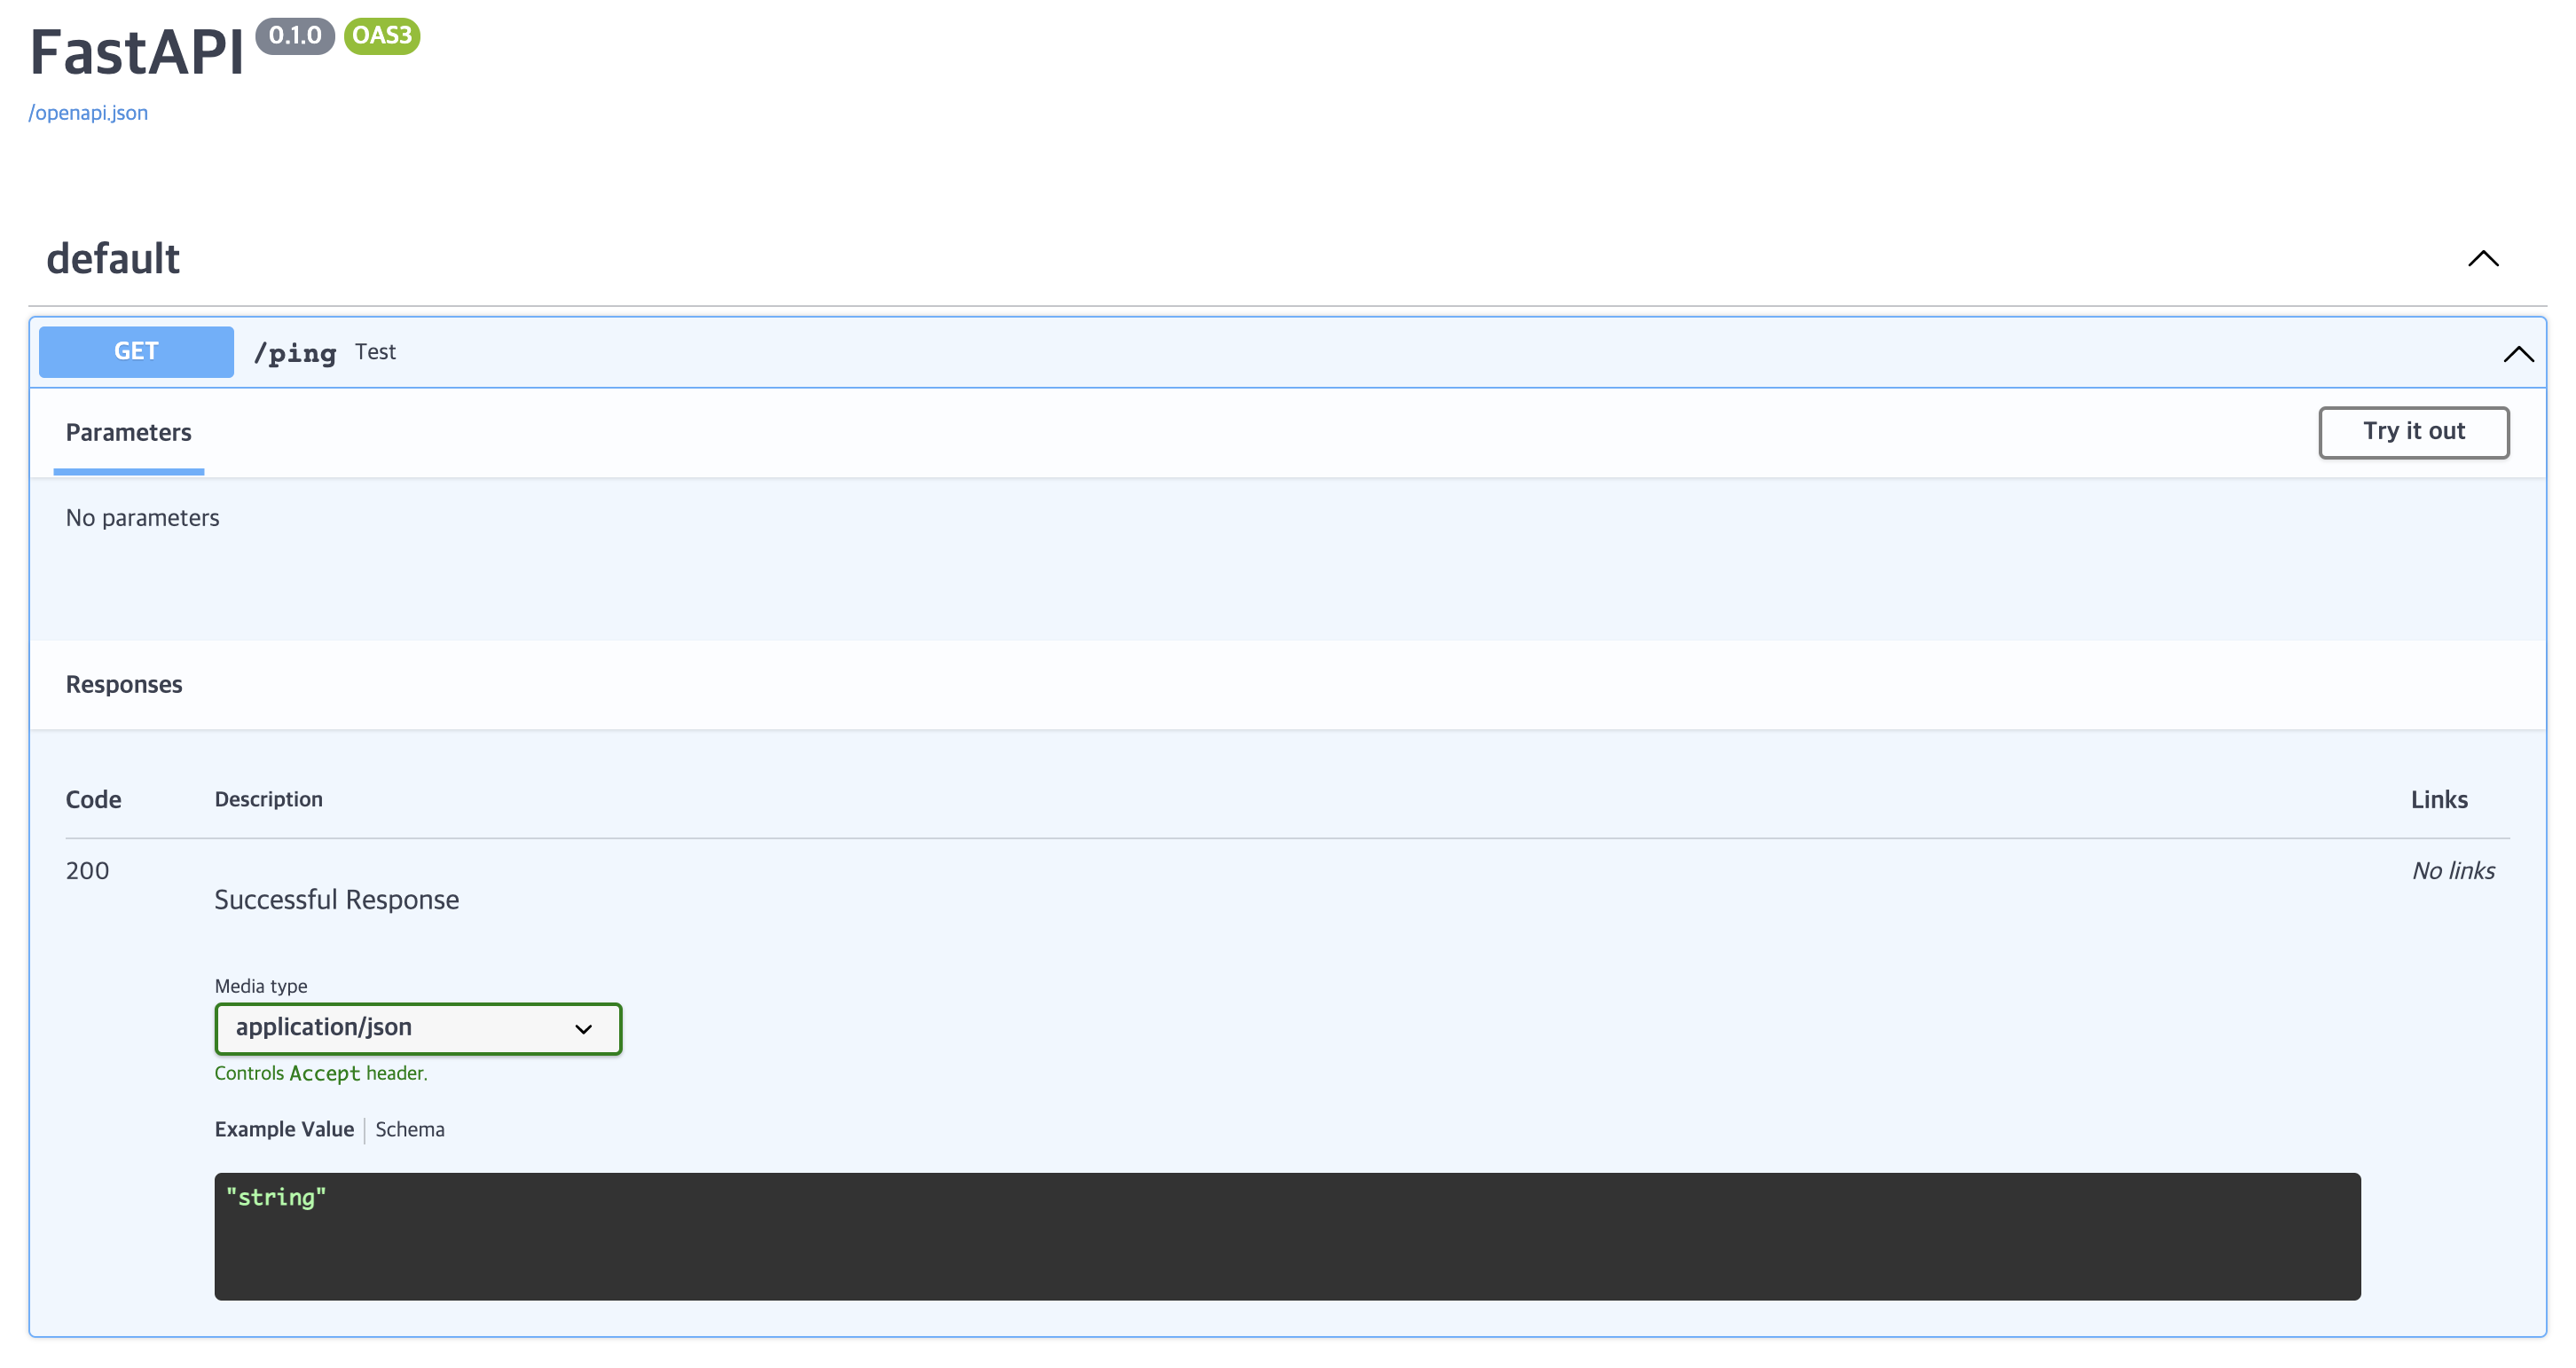 FastAPI 0.1.0 OAS3
/openapi.json
default
GET /ping Test
Parameters Try it out
No parameters
Responses
Code Description Links
200 No links
Successful Response
Media type
application/json
Controls Accept header.
Example Value Schema
"string"